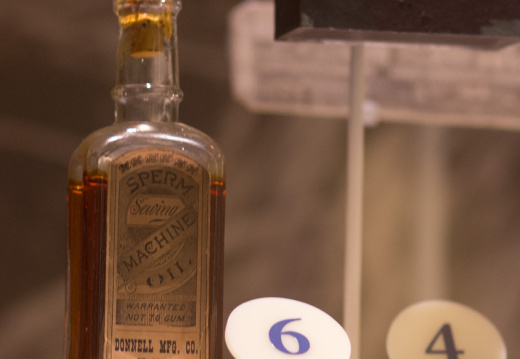 SPERM
Sewing
MACHINE
OIL
WARRANTED
NOT TO GUM
DONNELL MFG. CO.
6
4